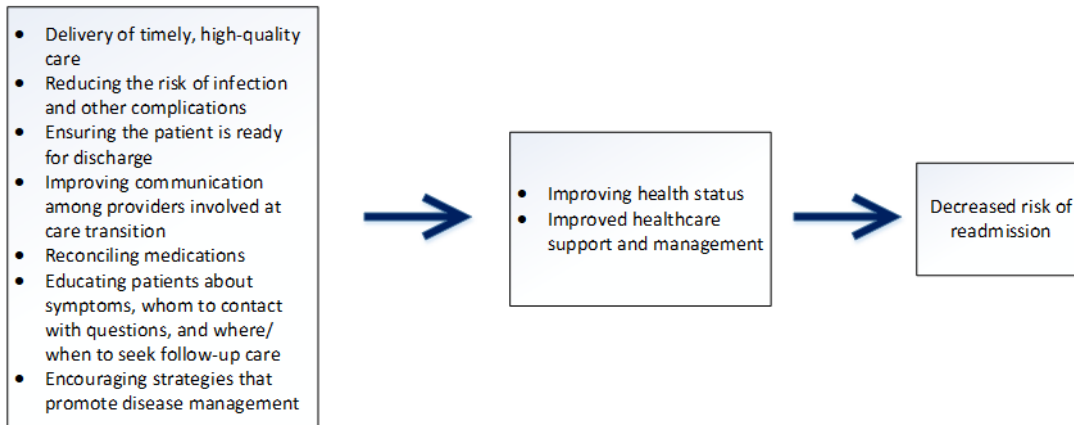 • Delivery of timely, high-quality
care
• Reducing the risk of infection
and other complications
• Ensuring the patient is ready
for discharge
• Improving communication
among providers involved at
care transition
• Reconciling medications
• Educating patients about
symptoms, whom to contact
with questions, and where/
when to seek follow-up care
• Encouraging strategies that
promote disease management
• Improving health status
• Improved healthcare
support and management
Decreased risk of
readmission